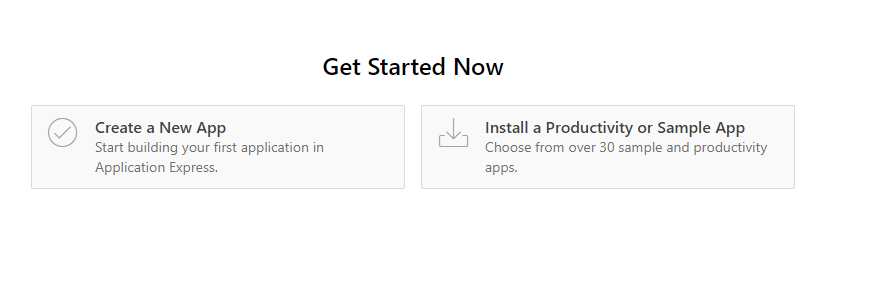 Get Started Now
Create a New App
Start building your first application in
Application Express.
Install a Productivity or Sample App
Choose from over 30 sample and productivity
apps.